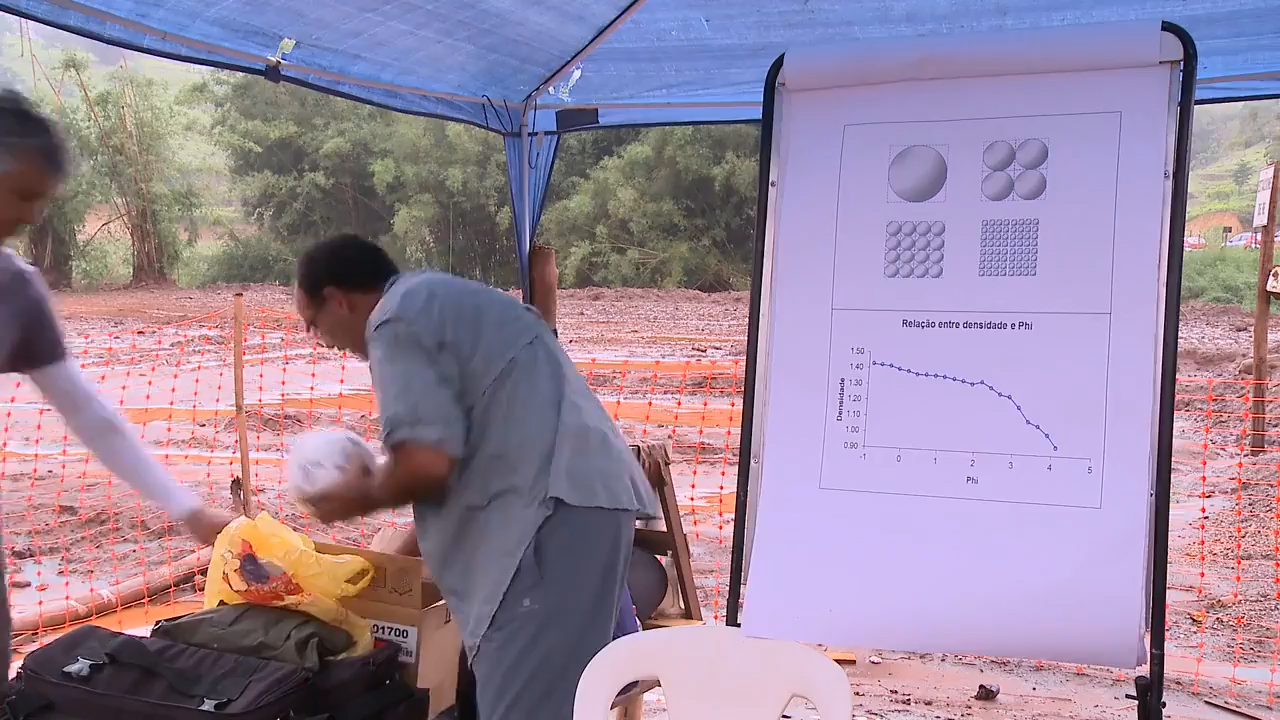 Relação entre densidade e Phi
1.50
1.40
1.30
1.20
1.10
1.00
0.90
Densidade
-1 0 1 2 3 4 5
Phi
01700